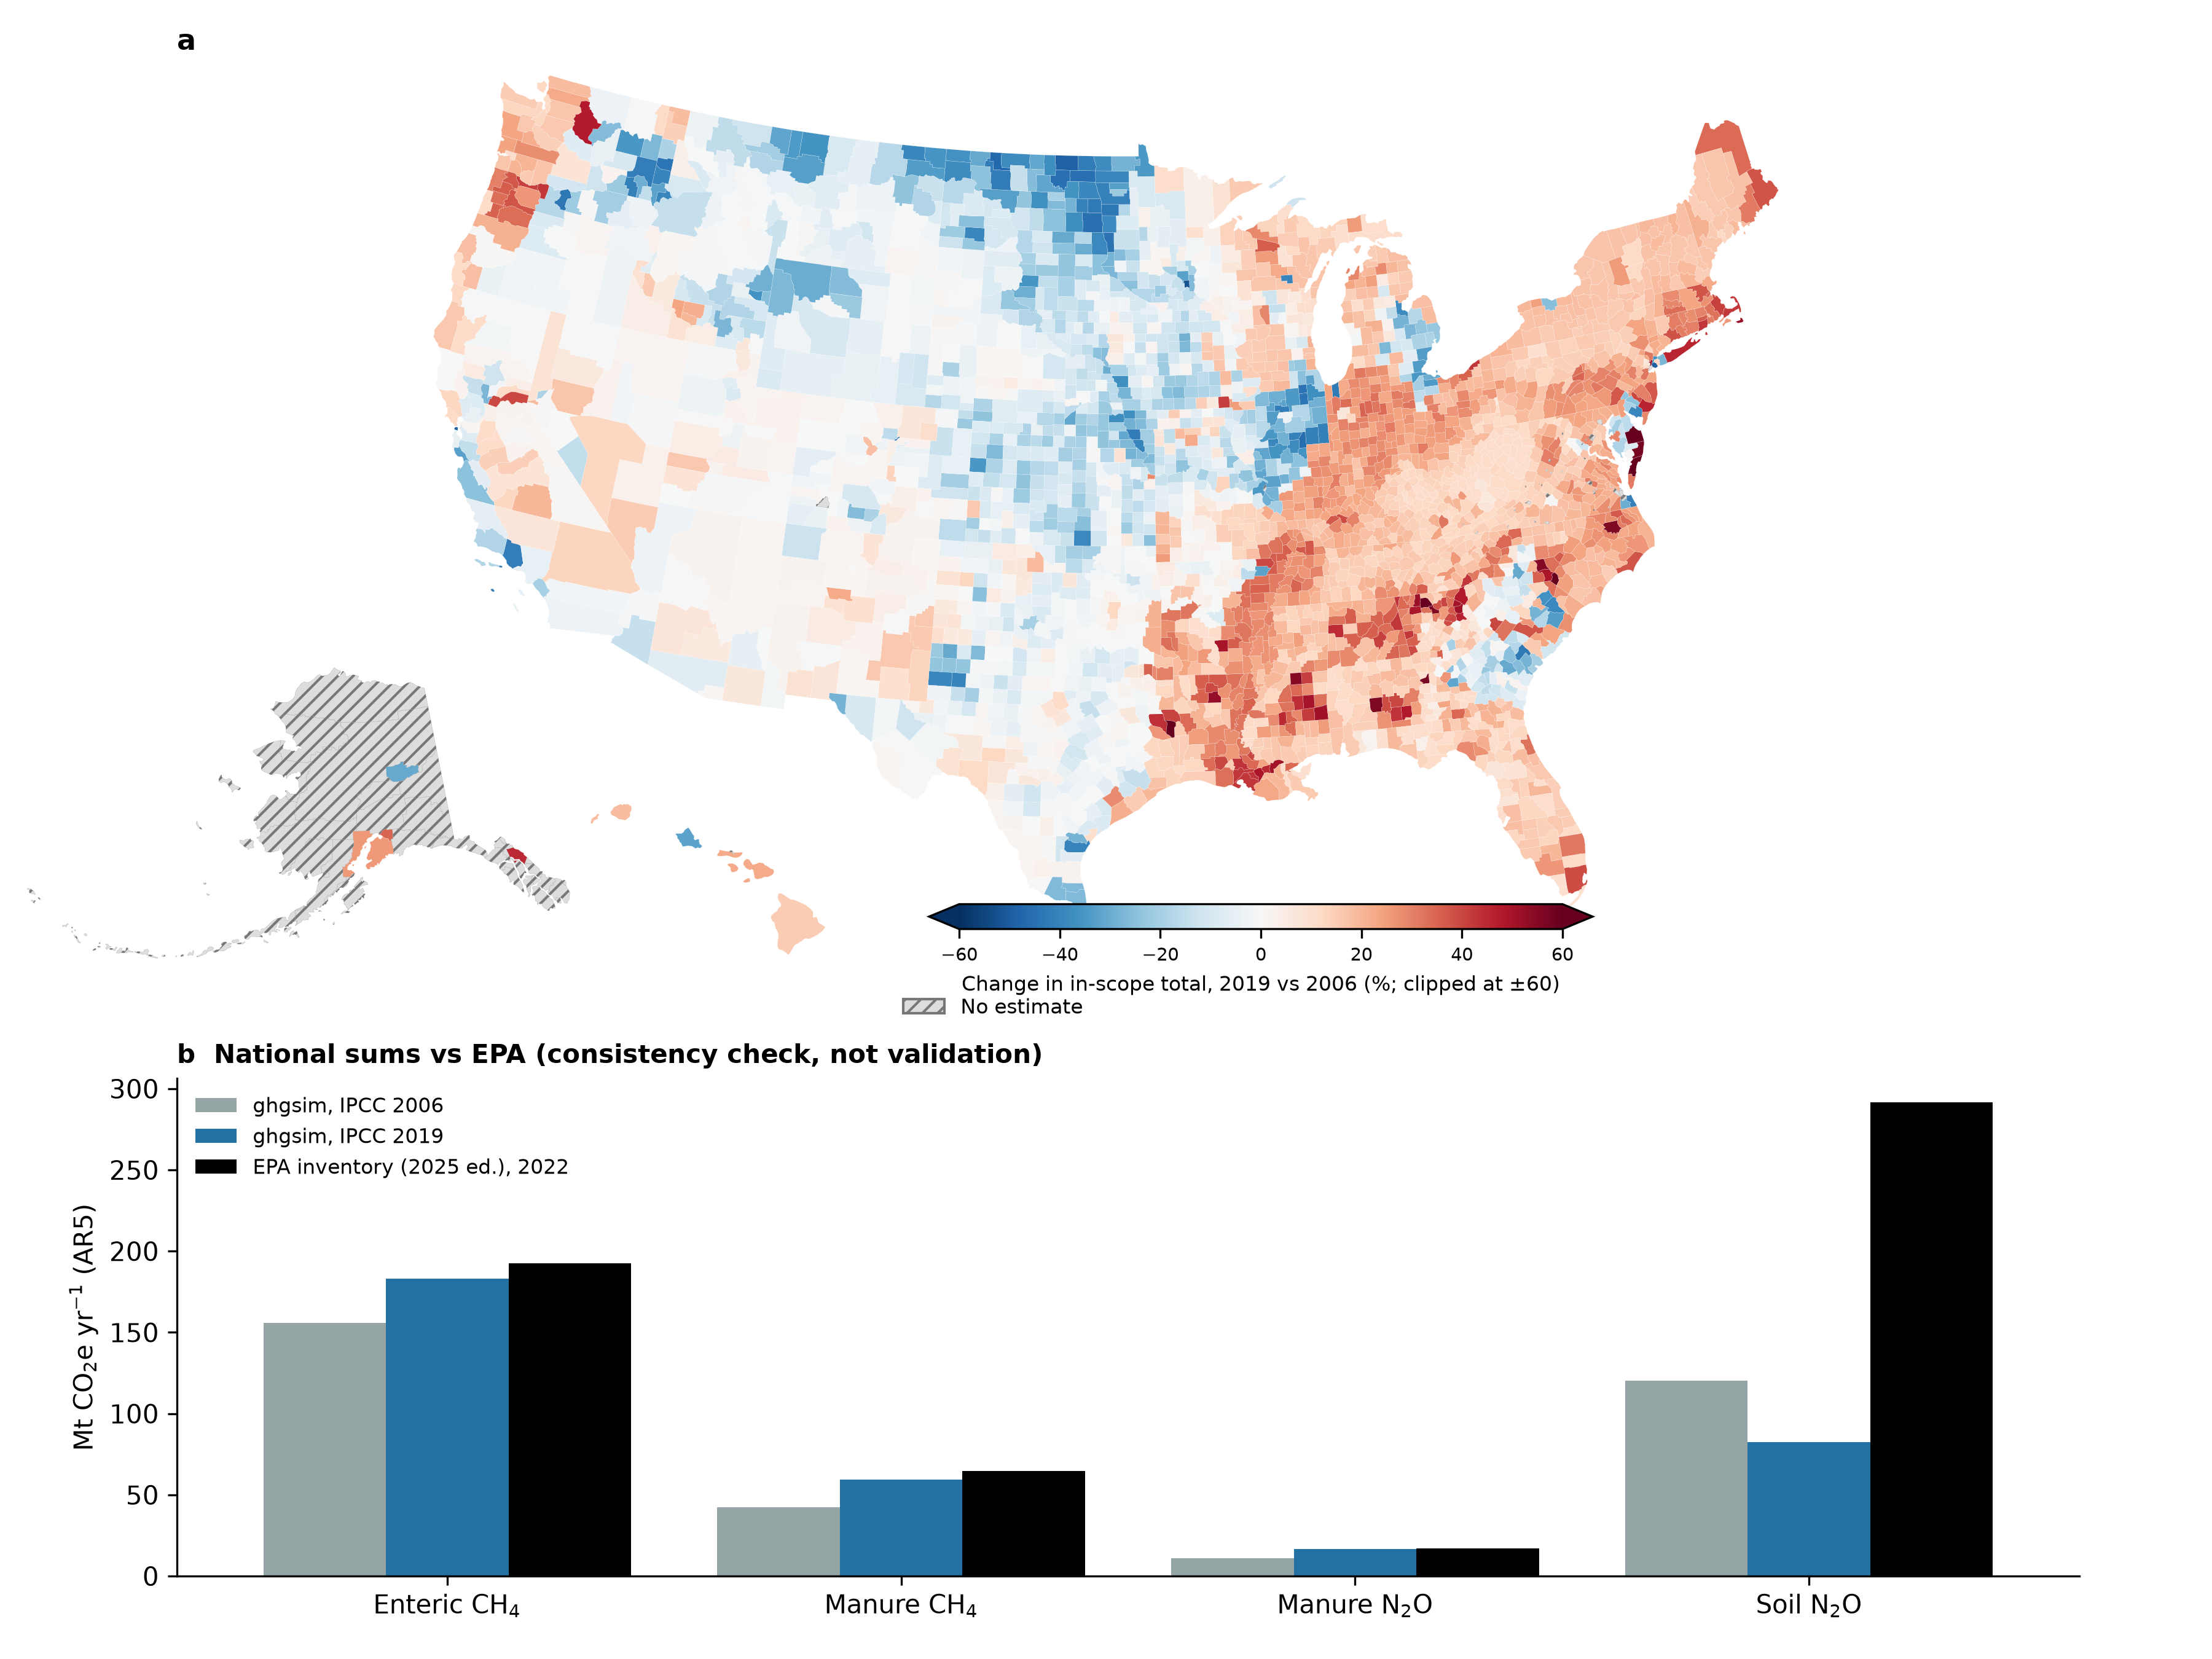 a
−60 −40 −20 0 20 40 60
Change in in-scope total, 2019 vs 2006 (%; clipped at ±60)
No estimate
b National sums vs EPA (consistency check, not validation)
300
250
200
150
100
50
0
Mt CO₂e yr⁻¹ (AR5)
ghgsim, IPCC 2006
ghgsim, IPCC 2019
EPA inventory (2025 ed.), 2022
Enteric CH₄ Manure CH₄ Manure N₂O Soil N₂O